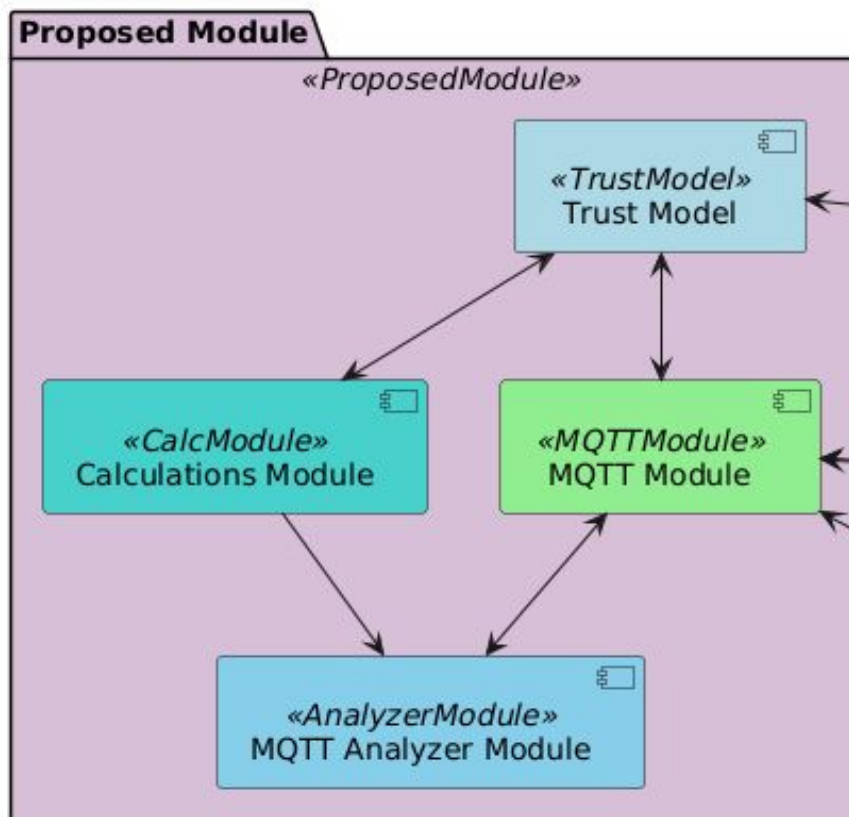 Proposed Module
«ProposedModule»
«TrustModel»
Trust Model
«CalcModule»
Calculations Module
«MQTTModule»
MQTT Module
«AnalyzerModule»
MQTT Analyzer Module